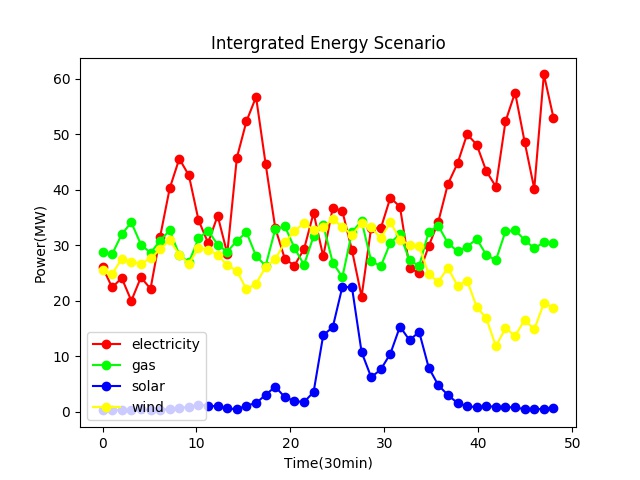 Intergrated Energy Scenario
Power(MW)
60
50
40
30
20
10
0
electricity
gas
solar
wind
0 10 20 30 40 50
Time(30min)